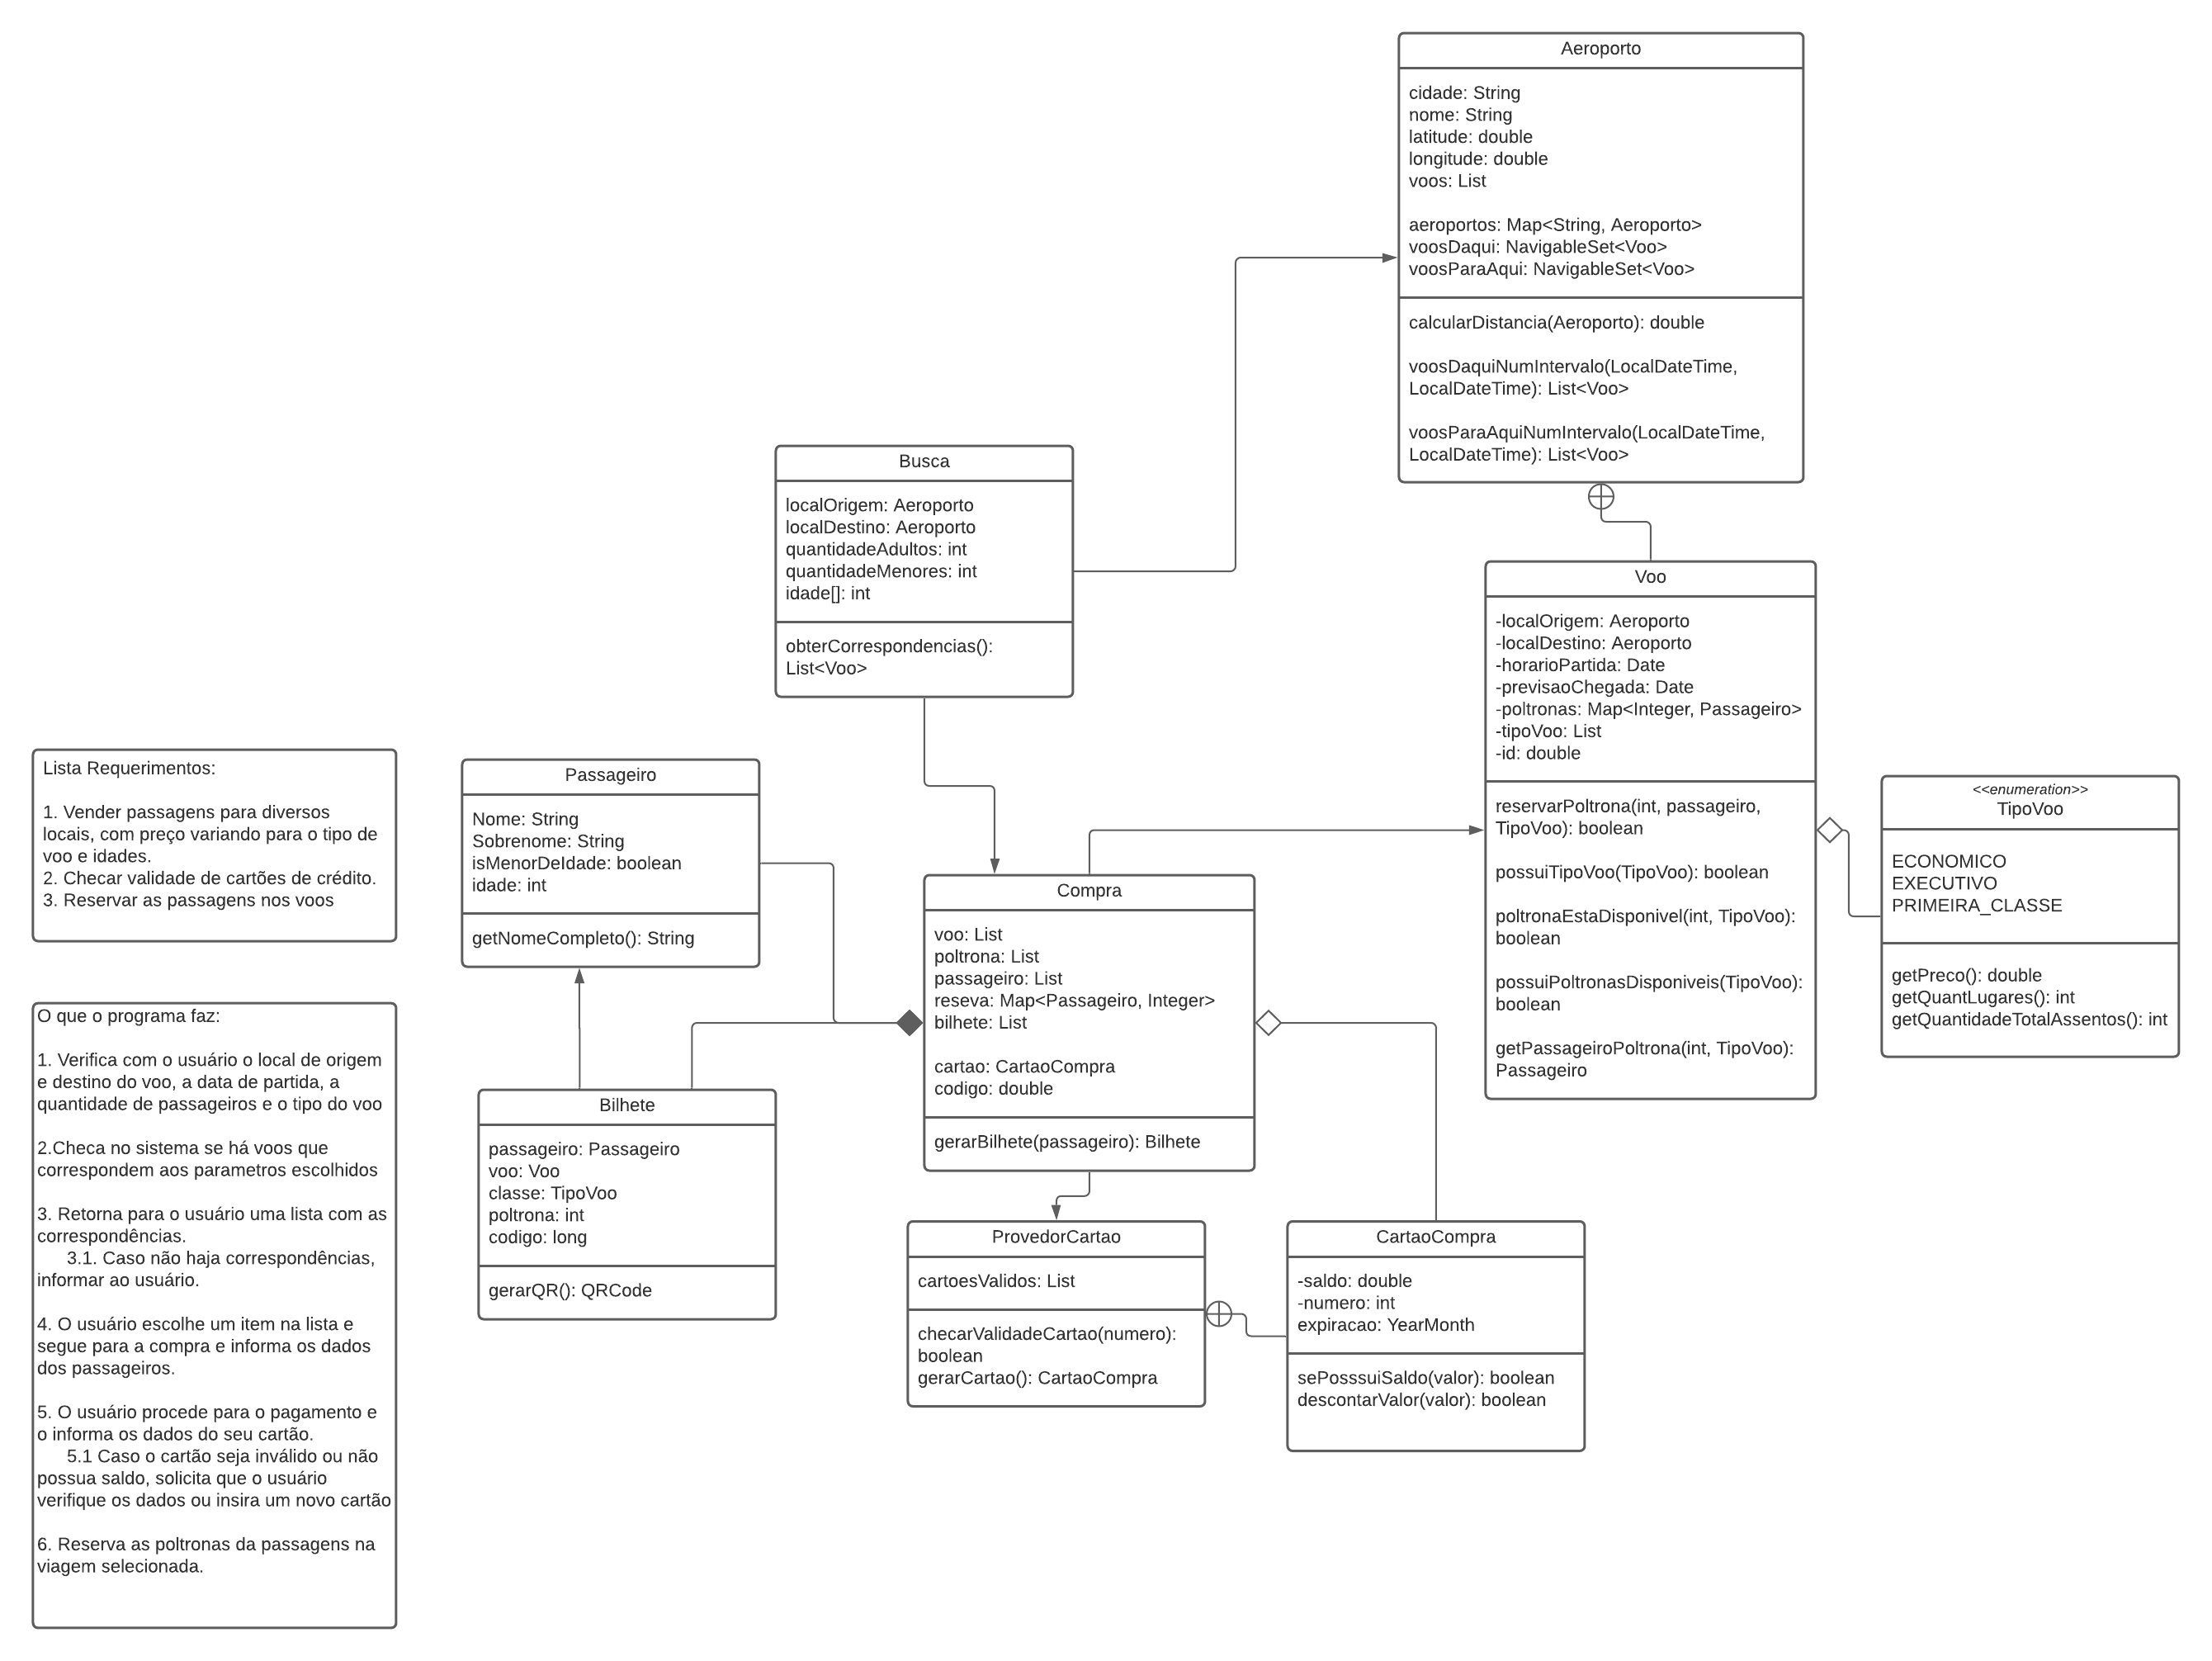 Aeroporto
cidade: String
nome: String
latitude: double
longitude: double
voos: List
aeroportos: Map<String, Aeroporto>
voosDaqui: NavigableSet<Voo>
voosParaAqui: NavigableSet<Voo>
calcularDistancia(Aeroporto): double
voosDaquiNumIntervalo(LocalDateTime,
LocalDateTime): List<Voo>
voosParaAquiNumIntervalo(LocalDateTime,
LocalDateTime): List<Voo>
Busca
localOrigem: Aeroporto
localDestino: Aeroporto
quantidadeAdultos: int
quantidadeMenores: int
idade[]: int
obterCorrespondencias():
List<Voo>
Voo
-localOrigem: Aeroporto
-localDestino: Aeroporto
-horarioPartida: Date
-previsaoChegada: Date
-poltronas: Map<Integer, Passageiro>
-tipoVoo: List
-id: double
reservarPoltrona(int, passageiro,
TipoVoo): boolean
possuiTipoVoo(TipoVoo): boolean
poltronaEstaDisponivel(int, TipoVoo):
boolean
possuiPoltronasDisponiveis(TipoVoo):
boolean
getPassageiroPoltrona(int, TipoVoo):
Passageiro
<<enumeration>>
TipoVoo
ECONOMICO
EXECUTIVO
PRIMEIRA_CLASSE
getPreco(): double
getQuantLugares(): int
getQuantidadeTotalAssentos(): int
Lista Requerimentos:
1. Vender passagens para diversos
locais, com preço variando para o tipo de
voo e idades.
2. Checar validade de cartões de crédito.
3. Reservar as passagens nos voos
Passageiro
Nome: String
Sobrenome: String
isMenorDeIdade: boolean
idade: int
getNomeCompleto(): String
Compra
voo: List
poltrona: List
passageiro: List
reseva: Map<Passageiro, Integer>
bilhete: List
cartao: CartaoCompra
codigo: double
gerarBilhete(passageiro): Bilhete
O que o programa faz:
1. Verifica com o usuário o local de origem
e destino do voo, a data de partida, a
quantidade de passageiros e o tipo do voo
2.Checa no sistema se há voos que
correspondem aos parametros escolhidos
3. Retorna para o usuário uma lista com as
correspondências.
3.1. Caso não haja correspondências,
informar ao usuário.
4. O usuário escolhe um item na lista e
segue para a compra e informa os dados
dos passageiros.
5. O usuário procede para o pagamento e
o informa os dados do seu cartão.
5.1 Caso o cartão seja inválido ou não
possua saldo, solicita que o usuário
verifique os dados ou insira um novo cartão
6. Reserva as poltronas da passagens na
viagem selecionada.
Bilhete
passageiro: Passageiro
voo: Voo
classe: TipoVoo
poltrona: int
codigo: long
gerarQR(): QRCode
ProvedorCartao
cartoesValidos: List
checarValidadeCartao(numero):
boolean
gerarCartao(): CartaoCompra
CartaoCompra
-saldo: double
-numero: int
expiracao: YearMonth
sePosssuiSaldo(valor): boolean
descontarValor(valor): boolean